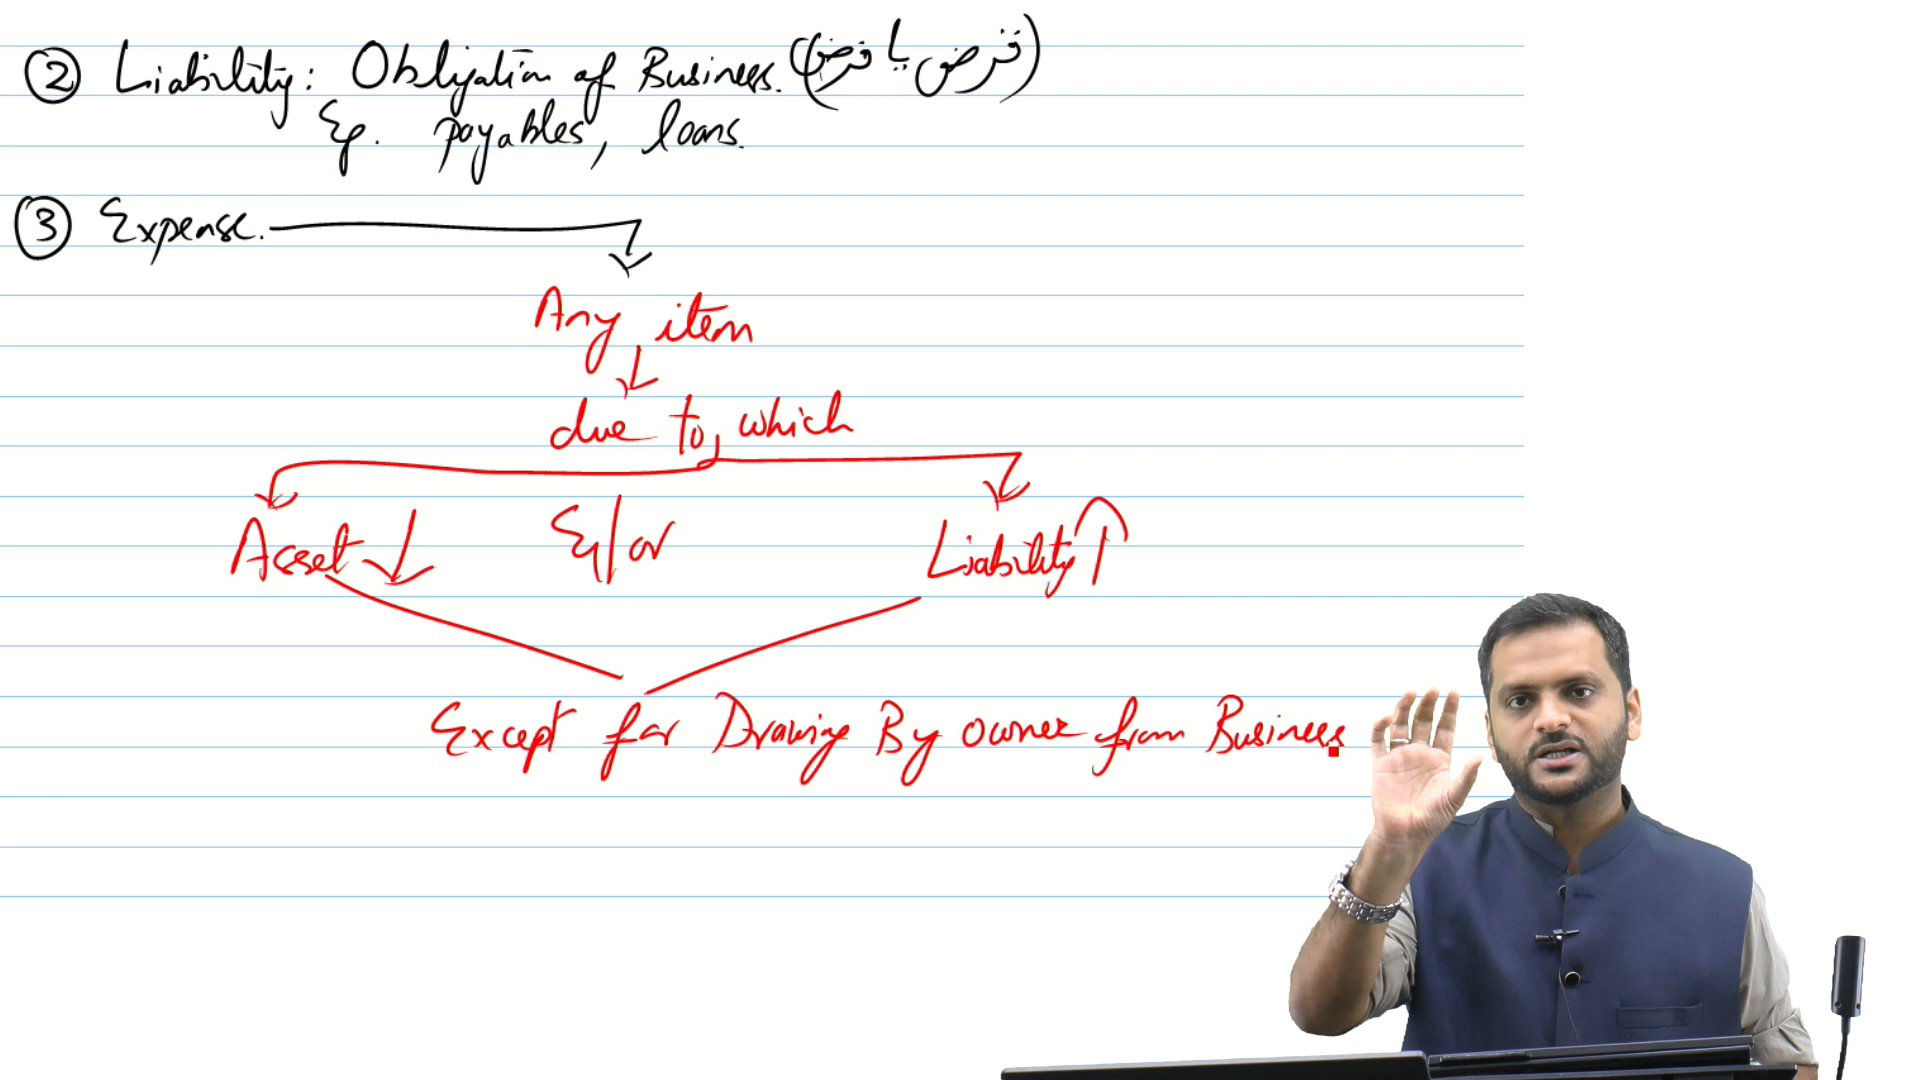 ② Liability: Obligation of Business. (قرض یا فرض)
Eg. payables, loans.
③ Expense.
Any item
due to, which
Asset ↓ &/or Liability ↑
Except for Drawing By owner from Business